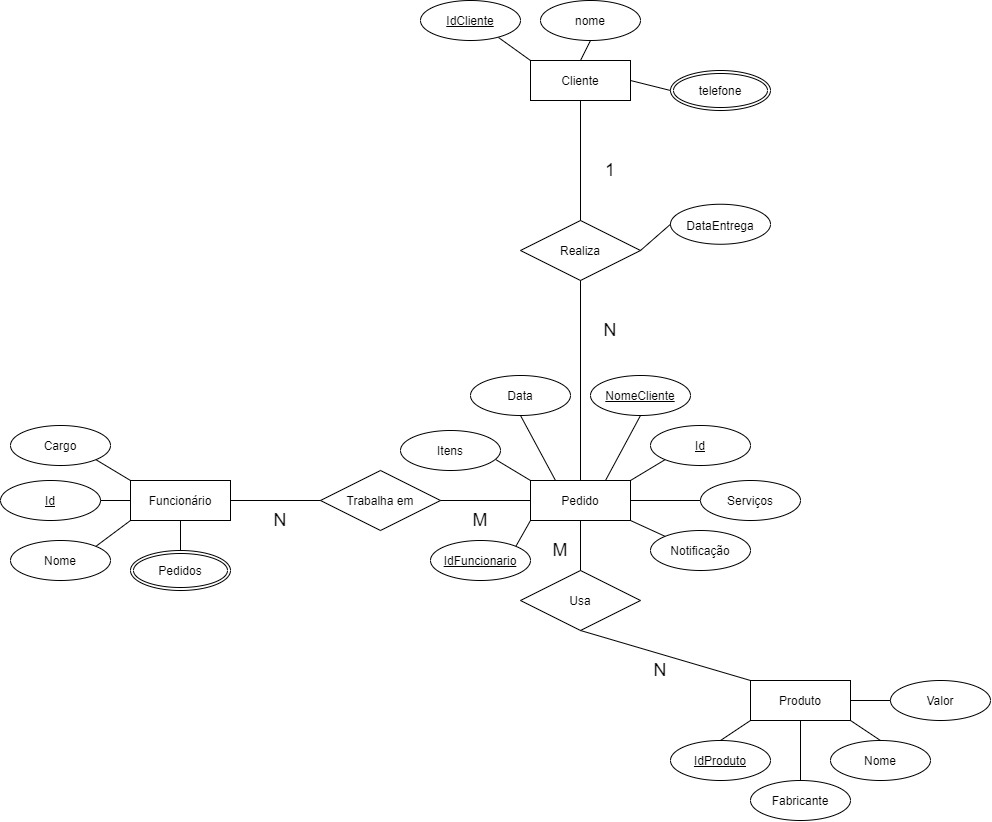 IdCliente
nome
Cliente
telefone
1
DataEntrega
Realiza
N
Data
NomeCliente
Cargo
Itens
Id
Id
Funcionário
N
Trabalha em
M
Pedido
Serviços
Nome
Pedidos
IdFuncionario
M
Notificação
Usa
N
Produto
Valor
IdProduto
Nome
Fabricante